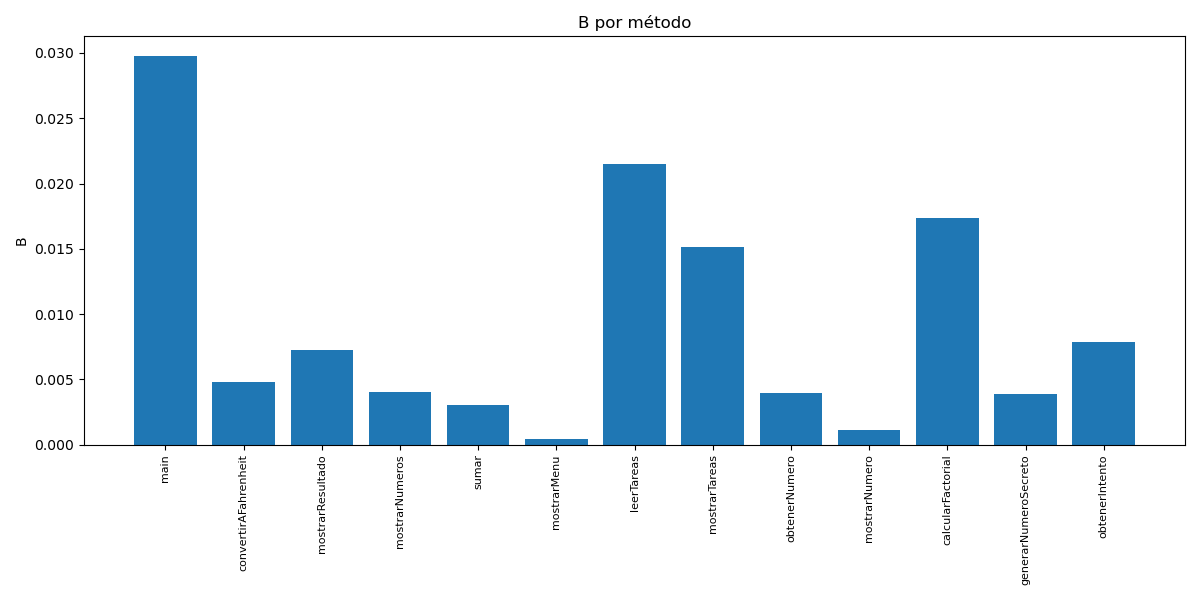 B por método
B
0.030
0.025
0.020
0.015
0.010
0.005
0.000
main
convertirAFahrenheit
mostrarResultado
mostrarNumeros
sumar
mostrarMenu
leerTareas
mostrarTareas
obtenerNumero
mostrarNumero
calcularFactorial
generarNumeroSecreto
obtenerIntento